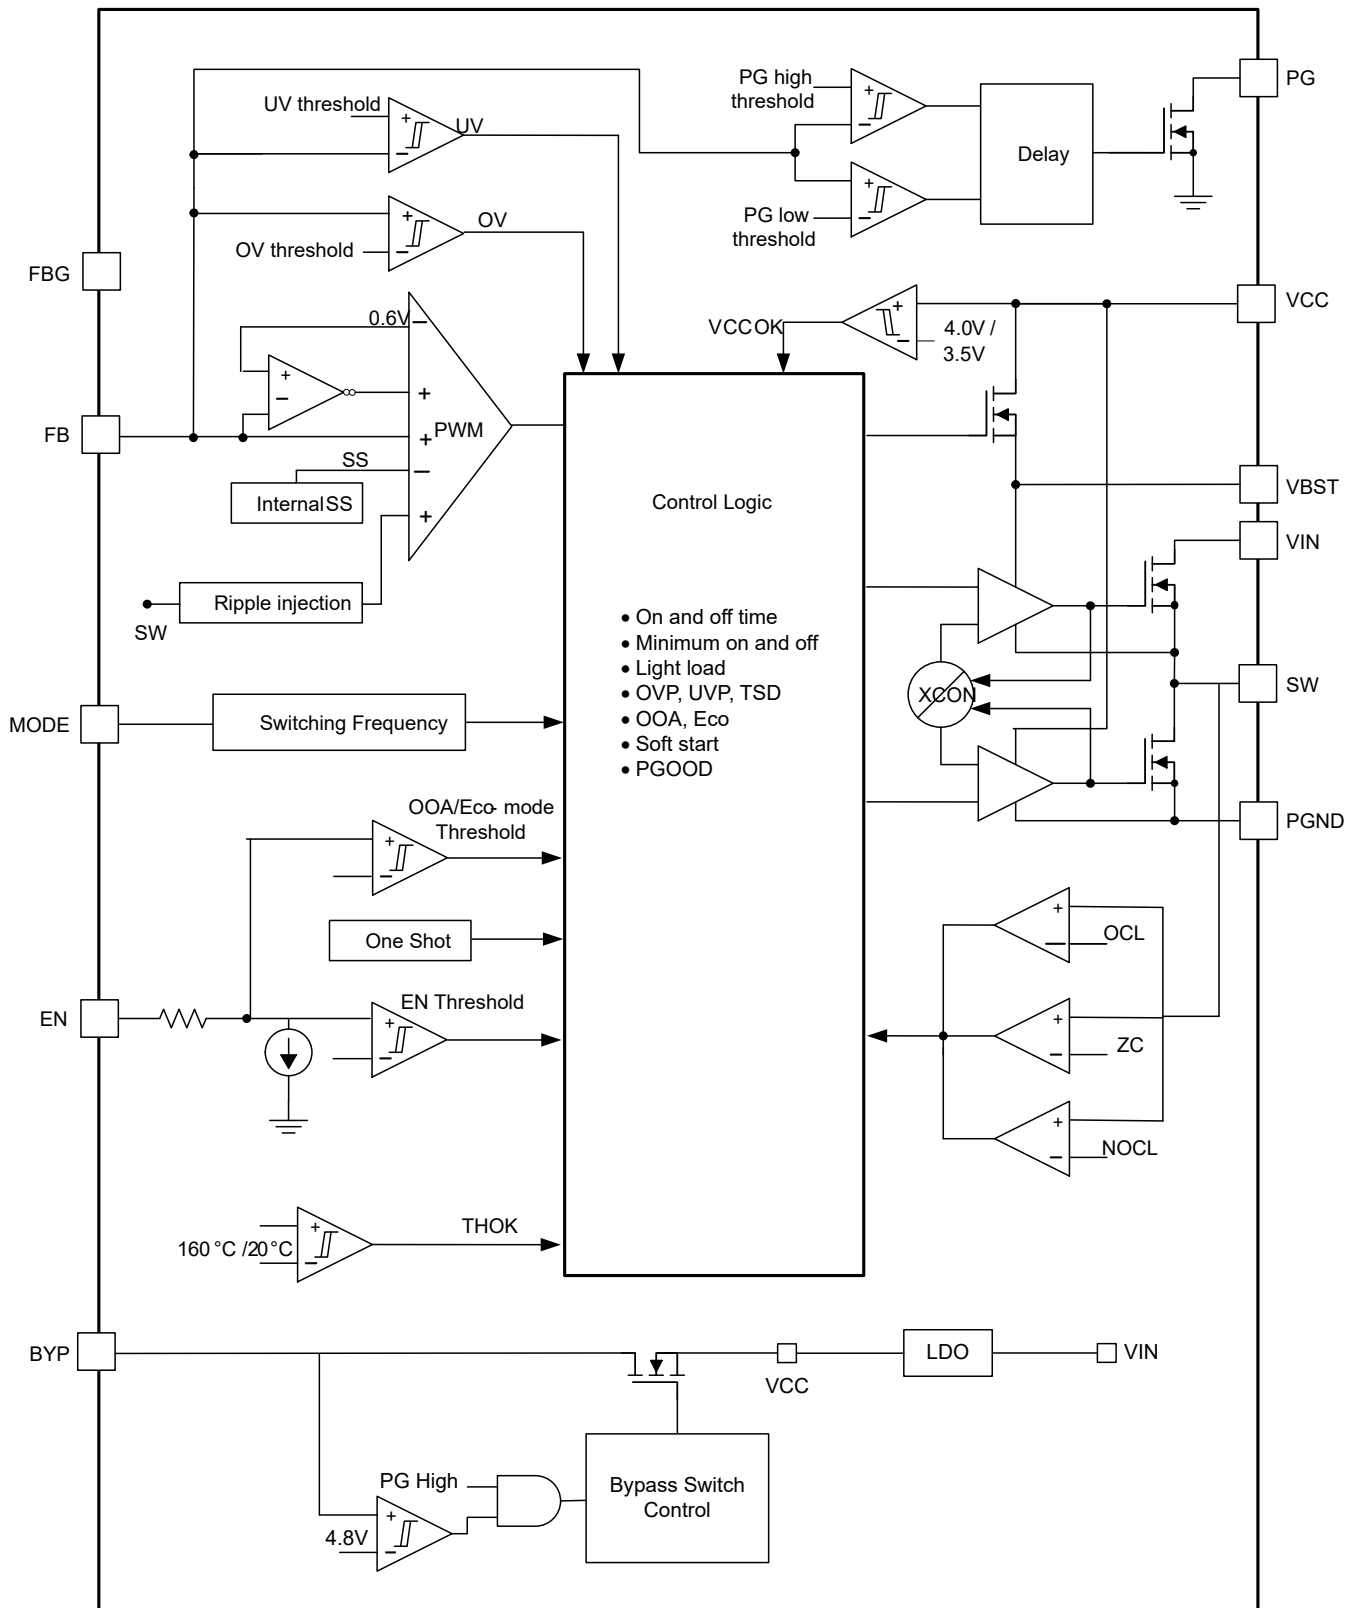 PG
PG high
threshold
UV threshold
UV
Delay
OV
PG low
threshold
OV threshold
FBG
VCC
0.6V
VCCOK
4.0V /
3.5V
+
−
FB
PWM
SS
Internal SS
VBST
Control Logic
VIN
Ripple injection
SW
• On and off time
• Minimum on and off
• Light load
• OVP, UVP, TSD
• OOA, Eco
• Soft start
• PGOOD
XCON
SW
MODE
Switching Frequency
OOA/Eco- mode
Threshold
PGND
One Shot
OCL
EN Threshold
EN
ZC
NOCL
THOK
160 °C /20 °C
BYP
LDO
VIN
VCC
PG High
Bypass Switch
Control
4.8V